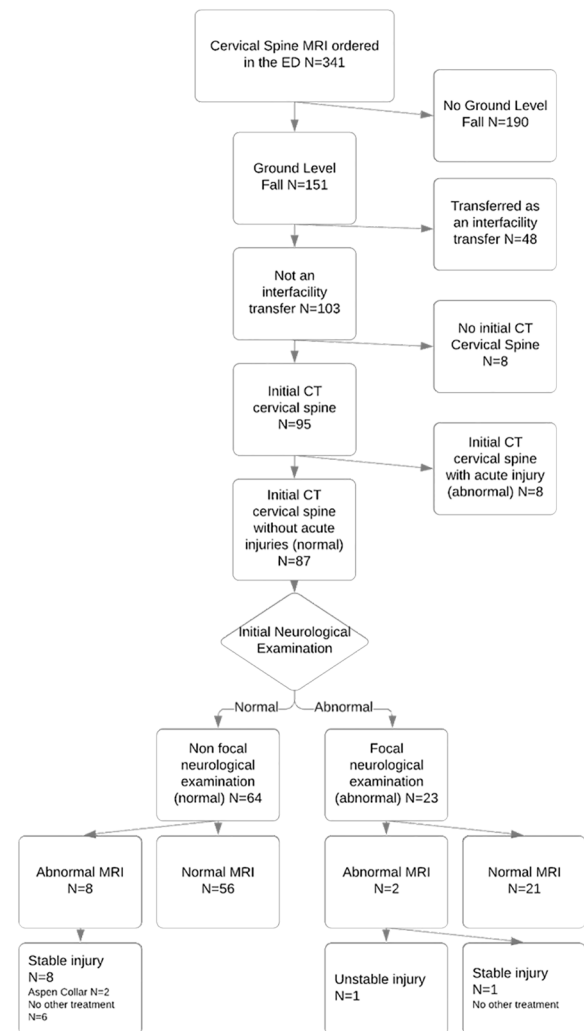 Cervical Spine MRI ordered
in the ED N=341
No Ground Level
Fall N=190
Ground Level
Fall N=151
Transferred as
an interfacility
transfer N=48
Not an
interfacility
transfer N=103
No initial CT
Cervical Spine
N=8
Initial CT
cervical spine
N=95
Initial CT
cervical spine
with acute injury
(abnormal) N=8
Initial CT
cervical spine
without acute
injuries (normal)
N=87
Initial Neurological
Examination
Normal
Abnormal
Non focal
neurological
examination
(normal) N=64
Focal
neurological
examination
(abnormal) N=23
Abnormal MRI
N=8
Normal MRI
N=56
Abnormal MRI
N=2
Normal MRI
N=21
Stable injury
N=8
Aspen Collar N=2
No other treatment
N=6
Unstable injury
N=1
Stable injury
N=1
No other treatment